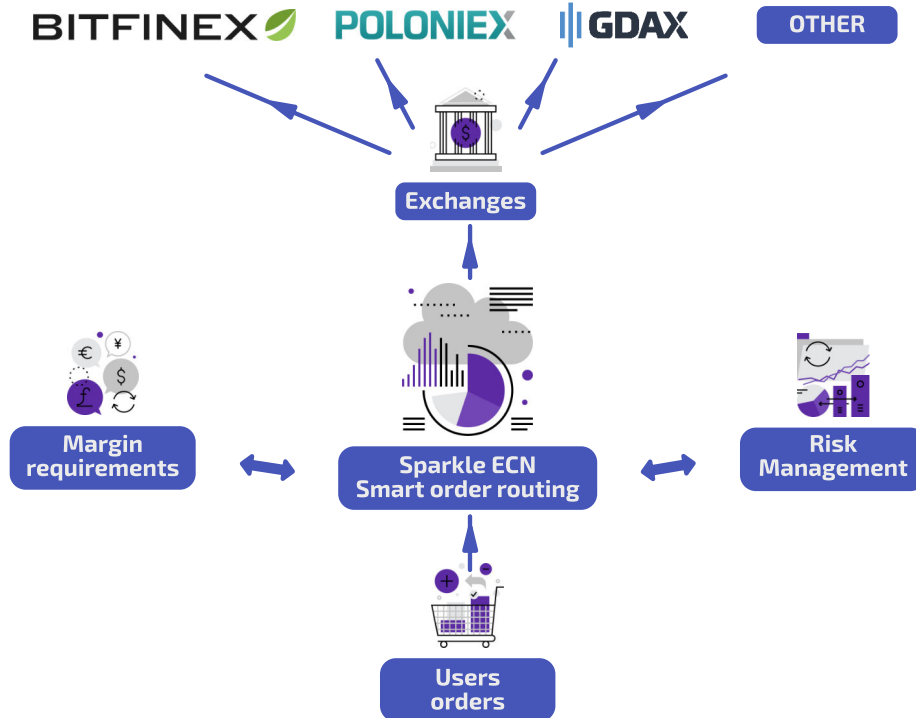 BITFINEX
POLONIEX
GDAX
OTHER
$
Exchanges
€
¥
$
£
Margin
requirements
Sparkle ECN
Smart order routing
Risk
Management
Users
orders